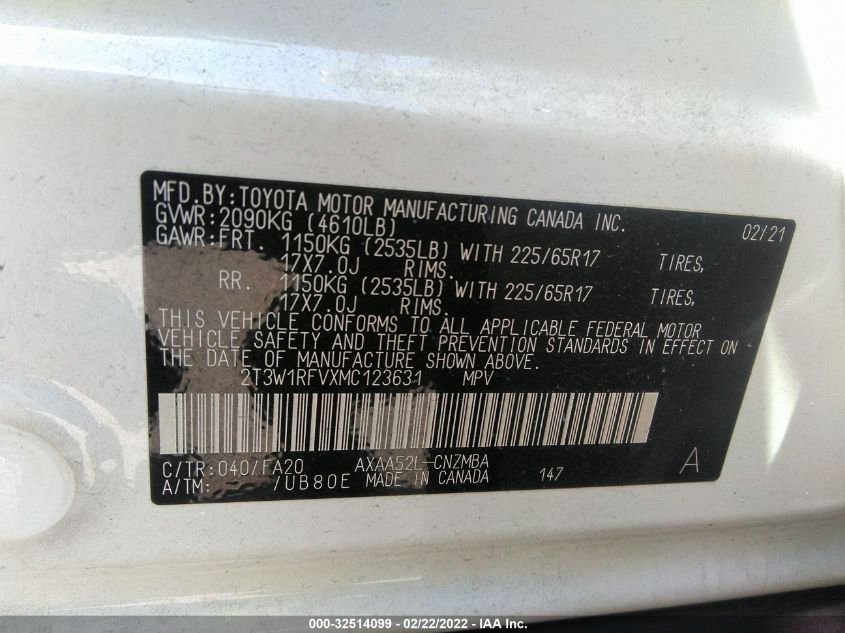 MFD.BY:TOYOTA MOTOR MANUFACTURING CANADA INC. 02/21
GVWR:2090KG (4610LB)
GAWR:FRT. 1150KG (2535LB) WITH 225/65R17 TIRES,
17X7.0J RIMS.
RR. 1150KG (2535LB) WITH 225/65R17 TIRES,
17X7.0J RIMS.
THIS VEHICLE CONFORMS TO ALL APPLICABLE FEDERAL MOTOR
VEHICLE SAFETY AND THEFT PREVENTION STANDARDS IN EFFECT ON
THE DATE OF MANUFACTURE SHOWN ABOVE.
2T3W1RFVXMC123631 MPV
C/TR:040/FA20 AXAA52L-CNZMBA 147 A
A/TM: /UB80E MADE IN CANADA
000-32514099 - 02/22/2022 - IAA Inc.